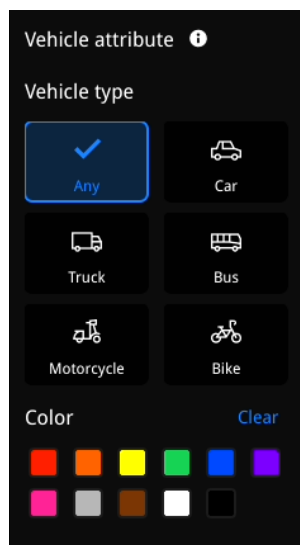 Vehicle attribute
Vehicle type
Any
Car
Truck
Bus
Motorcycle
Bike
Color
Clear